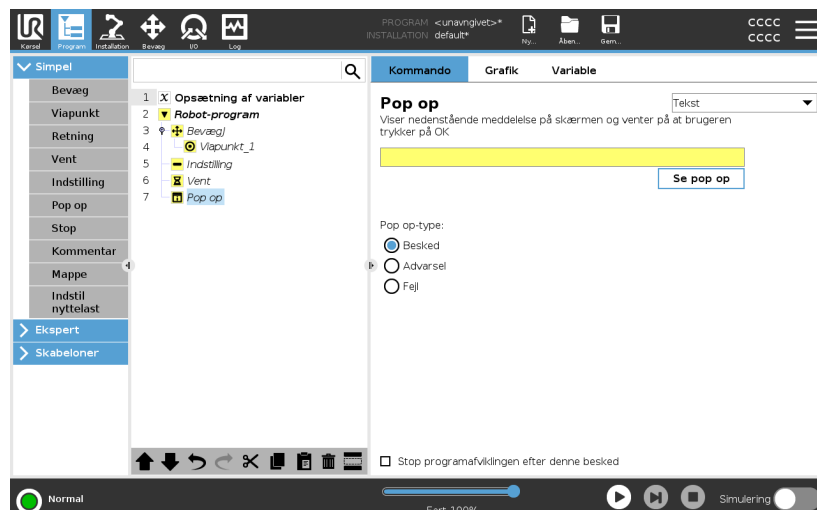 PROGRAM <unavngivet>*
INSTALLATION default*
Ny...
Åben...
Gem...
CCCC
CCCC
UR
Kørsel
Program
Installation
Bevæg
I/O
Log
Simpel
Bevæg
Viapunkt
Retning
Vent
Indstilling
Pop op
Stop
Kommentar
Mappe
Indstil
nyttelast
Ekspert
Skabeloner
1 X Opsætning af variabler
2 Robot-program
3 BevægJ
4 Viapunkt_1
5 Indstilling
6 Vent
7 Pop op
Kommando Grafik Variable
Pop op
Tekst
Viser nedenstående meddelelse på skærmen og venter på at brugeren
trykker på OK
Se pop op
Pop op-type:
Besked
Advarsel
Fejl
Stop programafviklingen efter denne besked
Normal
Fart 100%
Simulering